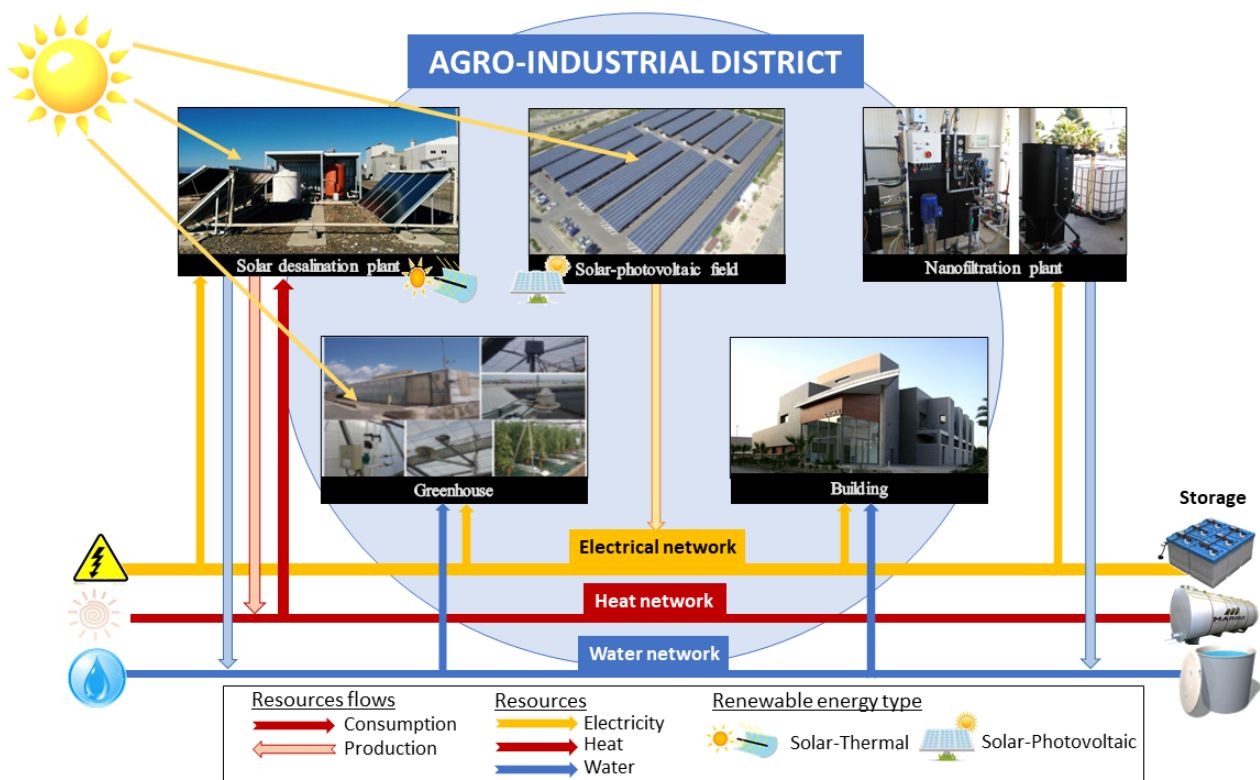 AGRO-INDUSTRIAL DISTRICT
Solar desalination plant
Solar-photovoltaic field
Nanofiltration plant
Greenhouse
Building
Storage
Electrical network
Heat network
MARINE
Water network
Resources flows
Consumption
Production
Resources
Electricity
Heat
Water
Renewable energy type
Solar-Thermal
Solar-Photovoltaic